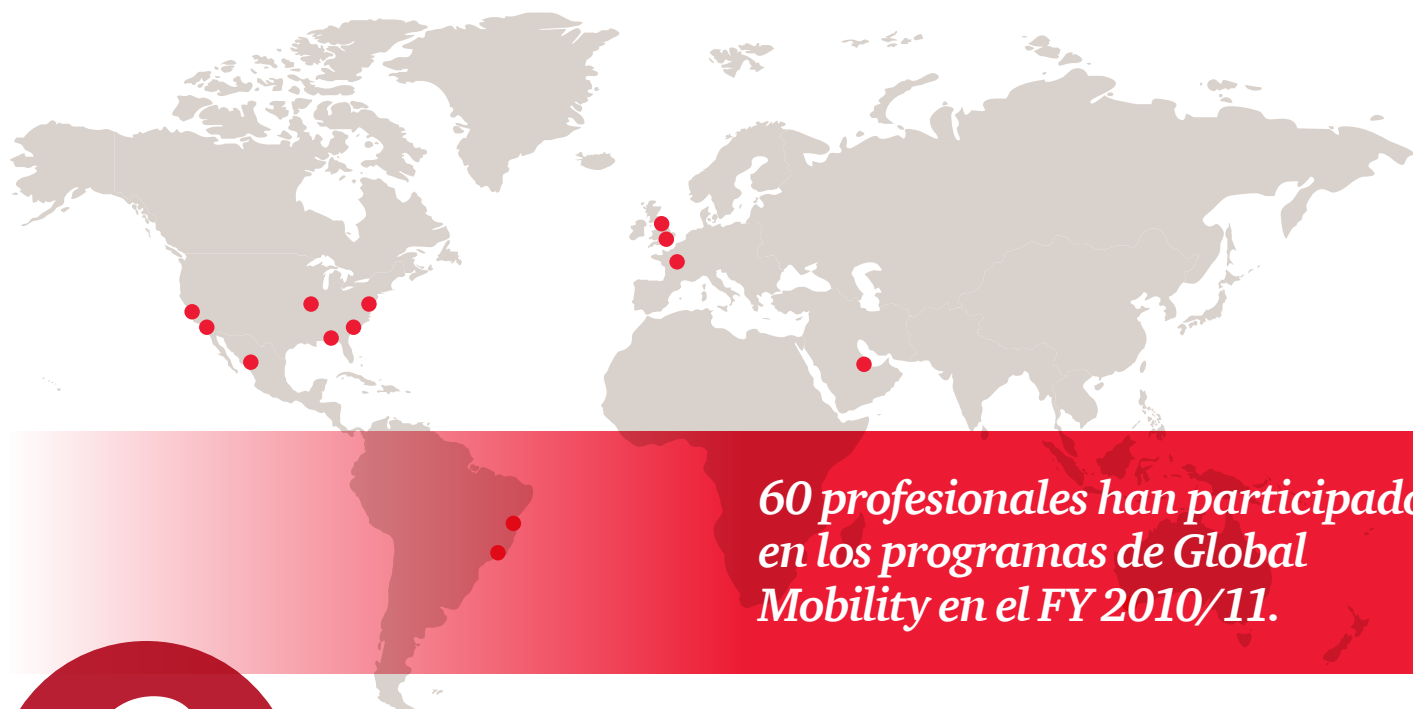 60 profesionales han participado
en los programas de Global
Mobility en el FY 2010/11.